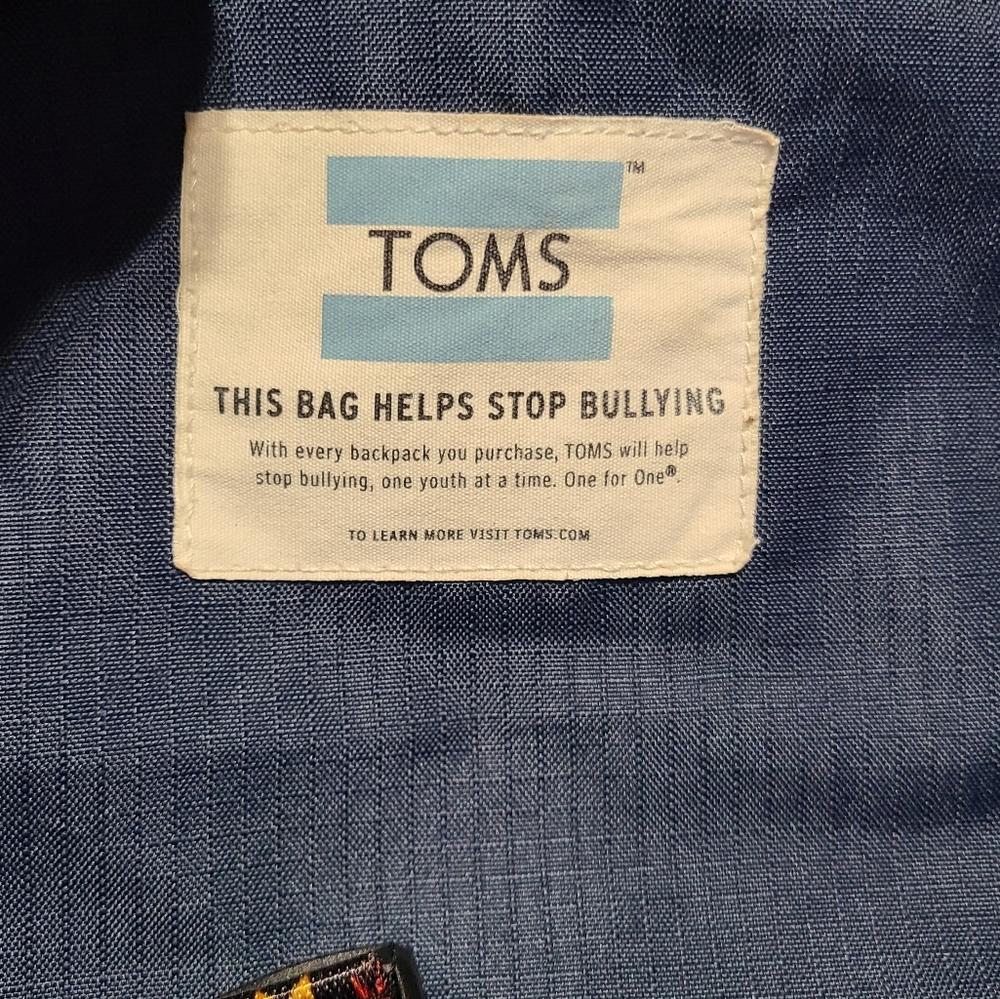 TOMS™
THIS BAG HELPS STOP BULLYING
With every backpack you purchase, TOMS will help
stop bullying, one youth at a time. One for One®.
TO LEARN MORE VISIT TOMS.COM